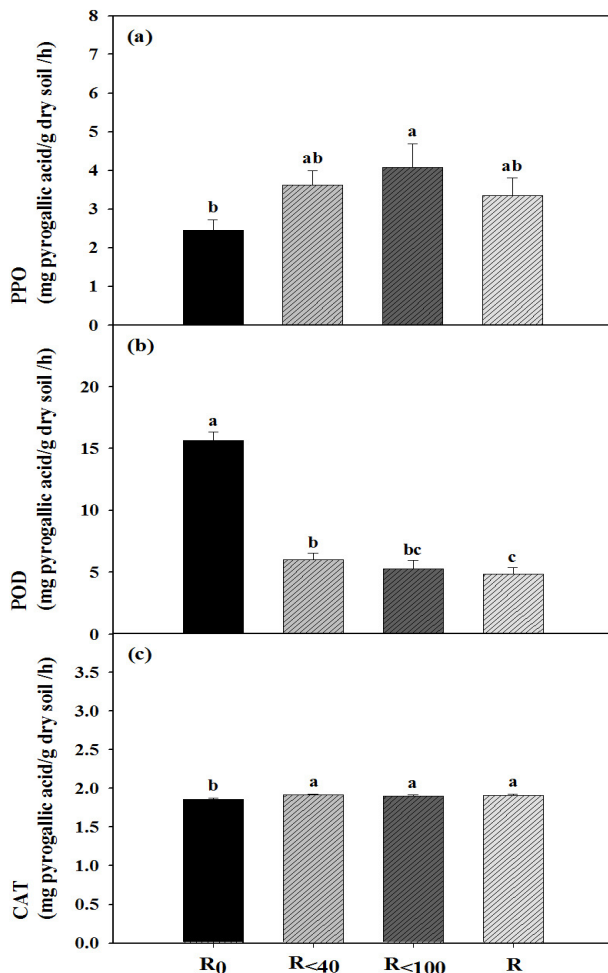 (a)
PPO
(mg pyrogallic acid/g dry soil /h)
8
7
6
5
4
3
2
1
0
b
ab
a
ab
(b)
POD
(mg pyrogallic acid/g dry soil /h)
20
15
10
5
0
a
b
bc
c
(c)
CAT
(mg pyrogallic acid/g dry soil /h)
3.5
3.0
2.5
2.0
1.5
1.0
0.5
0.0
b
a
a
a
R0 R<40 R<100 R